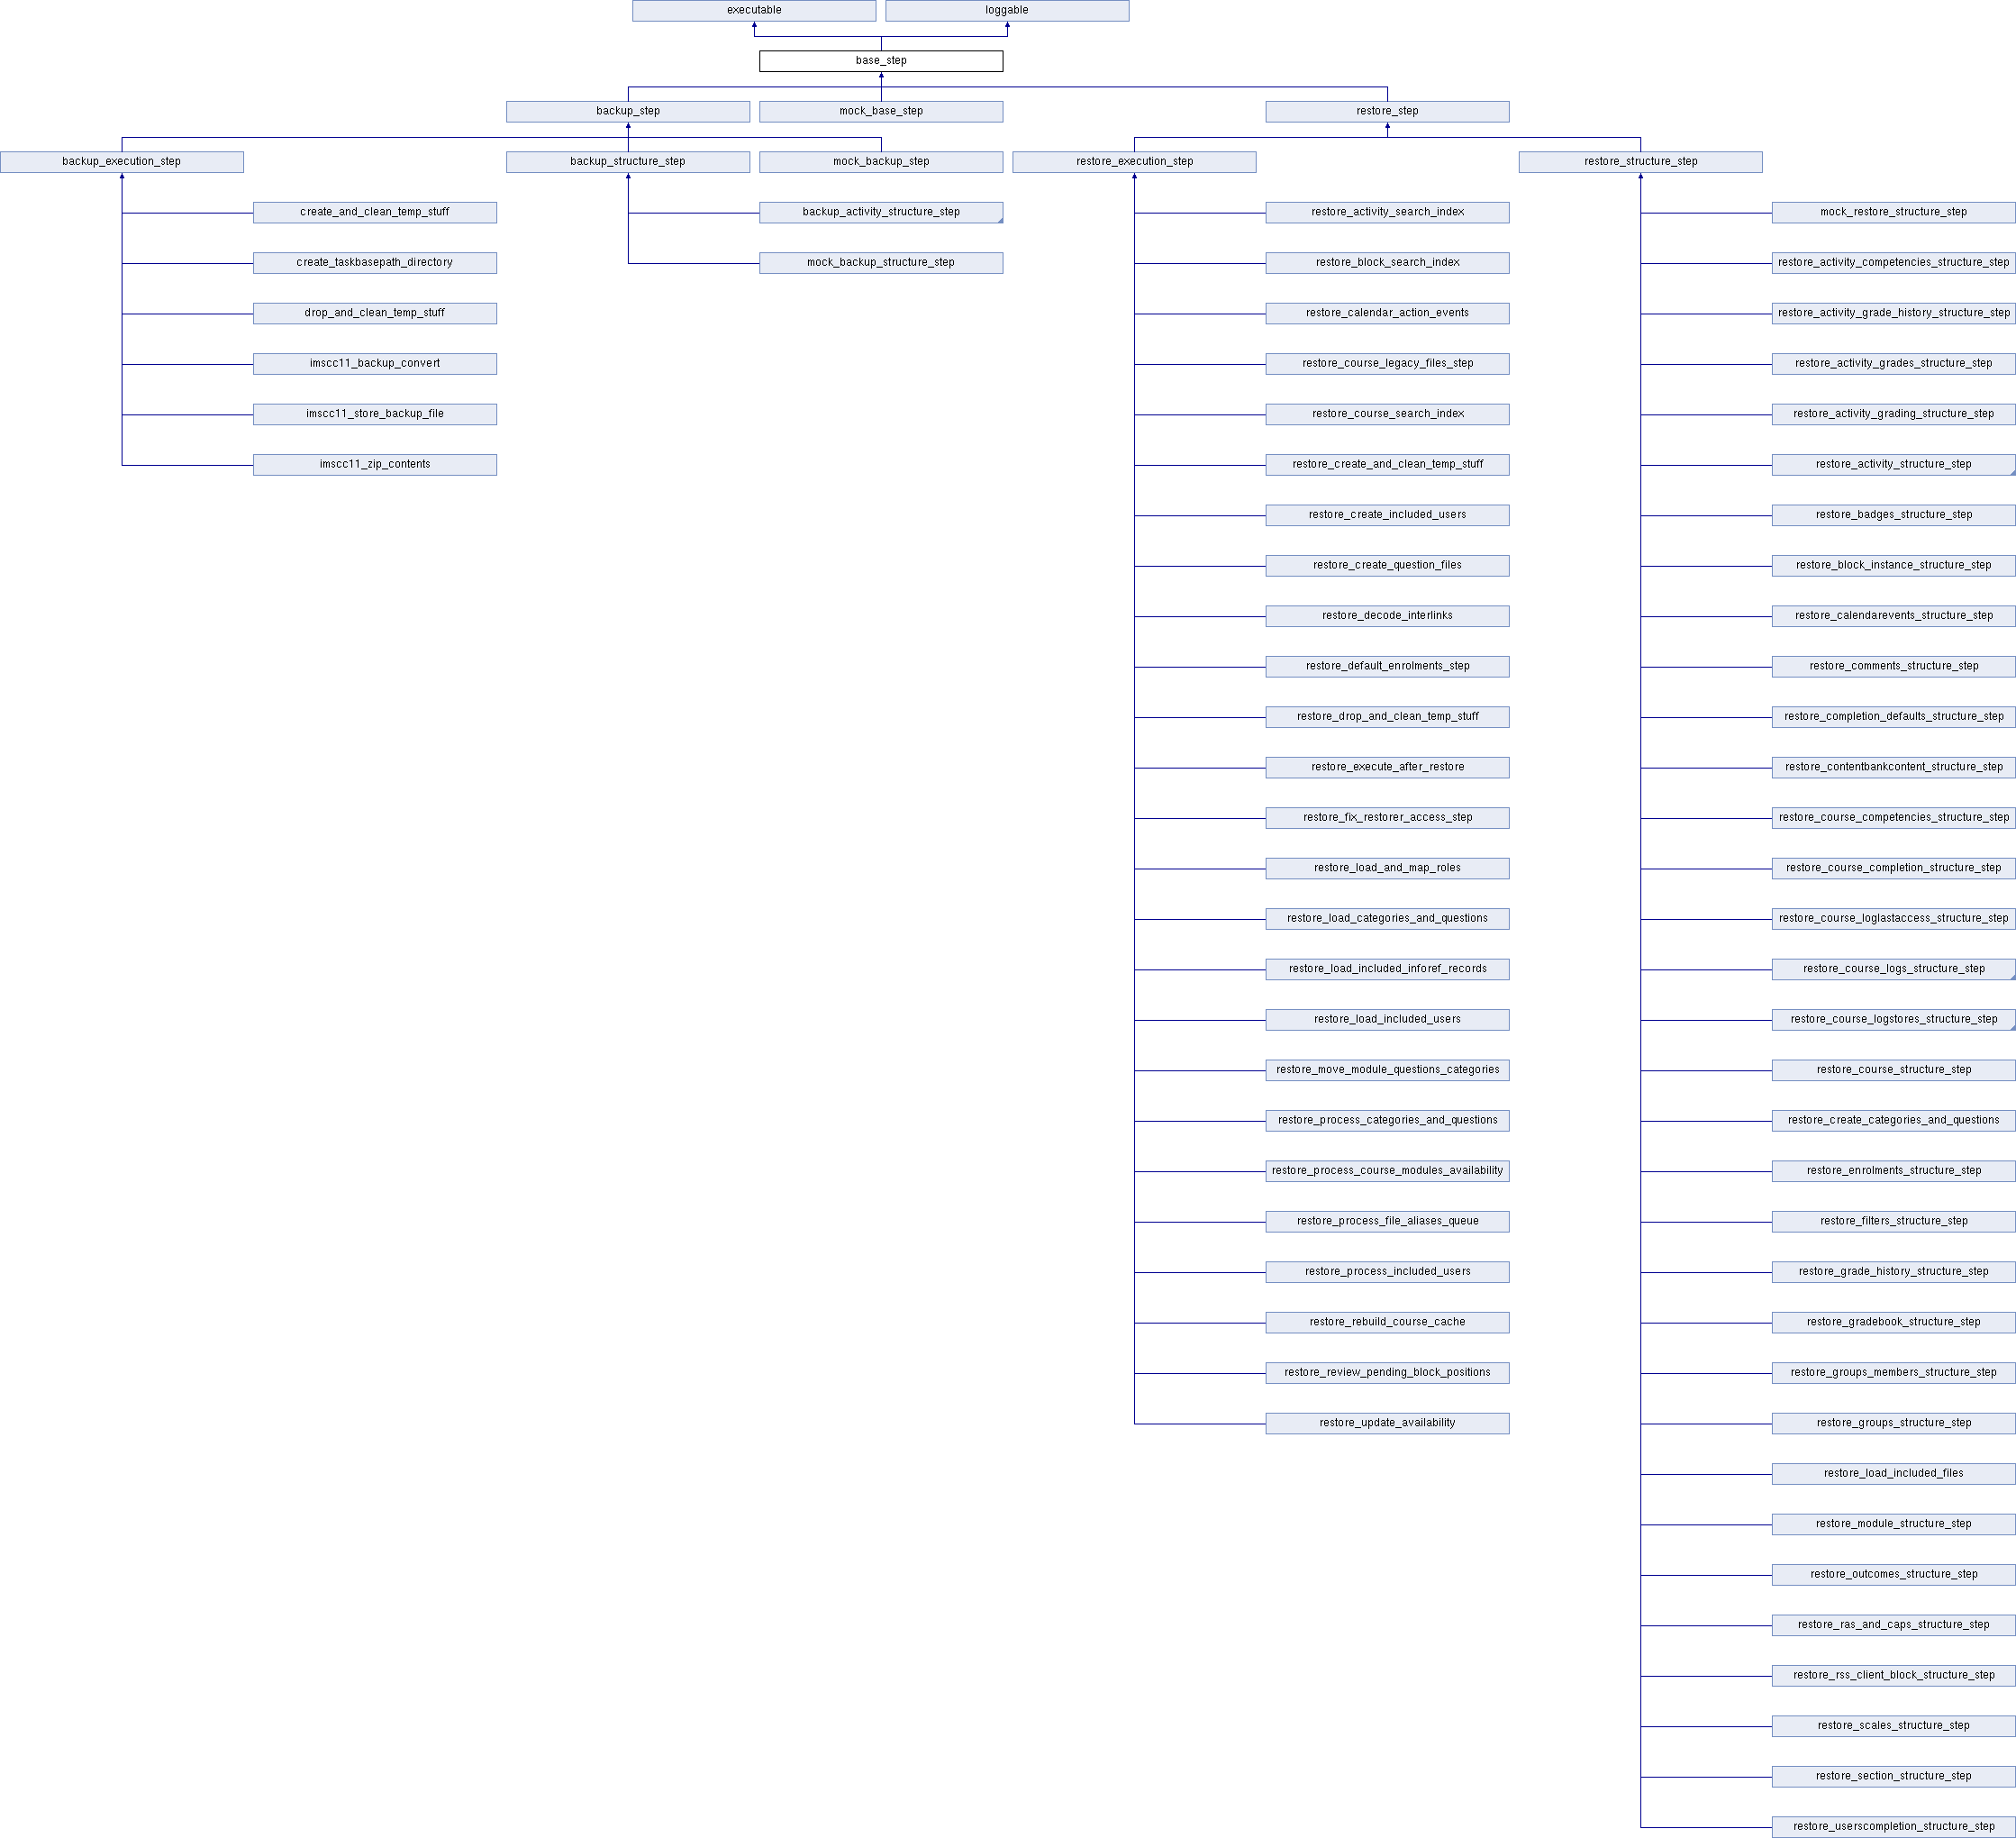 executable
loggable
base_step
backup_step
mock_base_step
restore_step
backup_execution_step
backup_structure_step
mock_backup_step
restore_execution_step
restore_structure_step
create_and_clean_temp_stuff
backup_activity_structure_step
restore_activity_search_index
mock_restore_structure_step
create_taskbasepath_directory
mock_backup_structure_step
restore_block_search_index
restore_activity_competencies_structure_step
drop_and_clean_temp_stuff
restore_calendar_action_events
restore_activity_grade_history_structure_step
imscc11_backup_convert
restore_course_legacy_files_step
restore_activity_grades_structure_step
imscc11_store_backup_file
restore_course_search_index
restore_activity_grading_structure_step
imscc11_zip_contents
restore_create_and_clean_temp_stuff
restore_activity_structure_step
restore_create_included_users
restore_badges_structure_step
restore_create_question_files
restore_block_instance_structure_step
restore_decode_interlinks
restore_calendarevents_structure_step
restore_default_enrolments_step
restore_comments_structure_step
restore_drop_and_clean_temp_stuff
restore_completion_defaults_structure_step
restore_execute_after_restore
restore_contentbankcontent_structure_step
restore_fix_restorer_access_step
restore_course_competencies_structure_step
restore_load_and_map_roles
restore_course_completion_structure_step
restore_load_categories_and_questions
restore_course_loglastaccess_structure_step
restore_load_included_inforef_records
restore_course_logs_structure_step
restore_load_included_users
restore_course_logstores_structure_step
restore_move_module_questions_categories
restore_course_structure_step
restore_process_categories_and_questions
restore_create_categories_and_questions
restore_process_course_modules_availability
restore_enrolments_structure_step
restore_process_file_aliases_queue
restore_filters_structure_step
restore_process_included_users
restore_grade_history_structure_step
restore_rebuild_course_cache
restore_gradebook_structure_step
restore_review_pending_block_positions
restore_groups_members_structure_step
restore_update_availability
restore_groups_structure_step
restore_load_included_files
restore_module_structure_step
restore_outcomes_structure_step
restore_ras_and_caps_structure_step
restore_rss_client_block_structure_step
restore_scales_structure_step
restore_section_structure_step
restore_userscompletion_structure_step